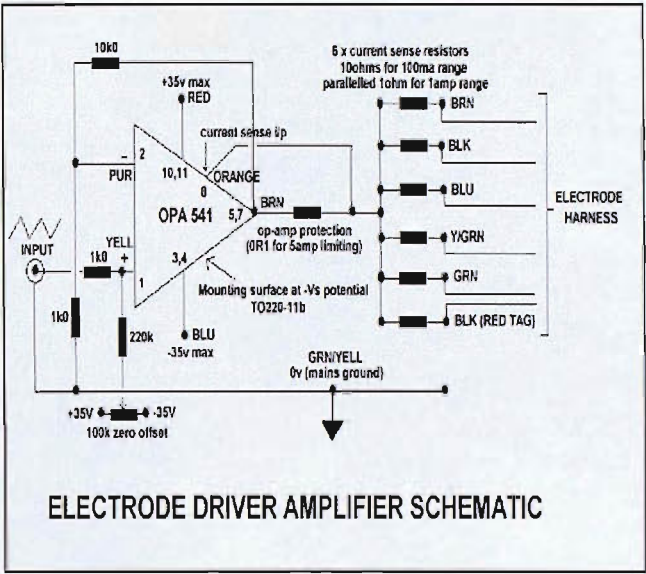 10k0
6 x current sense resistors
10ohms for 100ma range
parallelled 1ohm for 1amp range
+35v max
RED
BRN
current sense i/p
BLK
2
10,11
PUR
8
ORANGE
BLU
ELECTRODE
HARNESS
OPA 541
5,7
BRN
YELL
op-amp protection
(0R1 for 5amp limiting)
Y/GRN
INPUT
+
3,4
1k0
1
GRN
Mounting surface at -Vs potential
TO220-11b
1k0
220k
BLU
-35v max
BLK (RED TAG)
GRN/YELL
0v (mains ground)
+35V
-35V
100k zero offset
ELECTRODE DRIVER AMPLIFIER SCHEMATIC